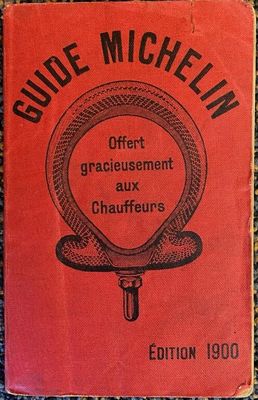 GUIDE MICHELIN
Offert
gracieusement
aux
Chauffeurs
ÉDITION 1900